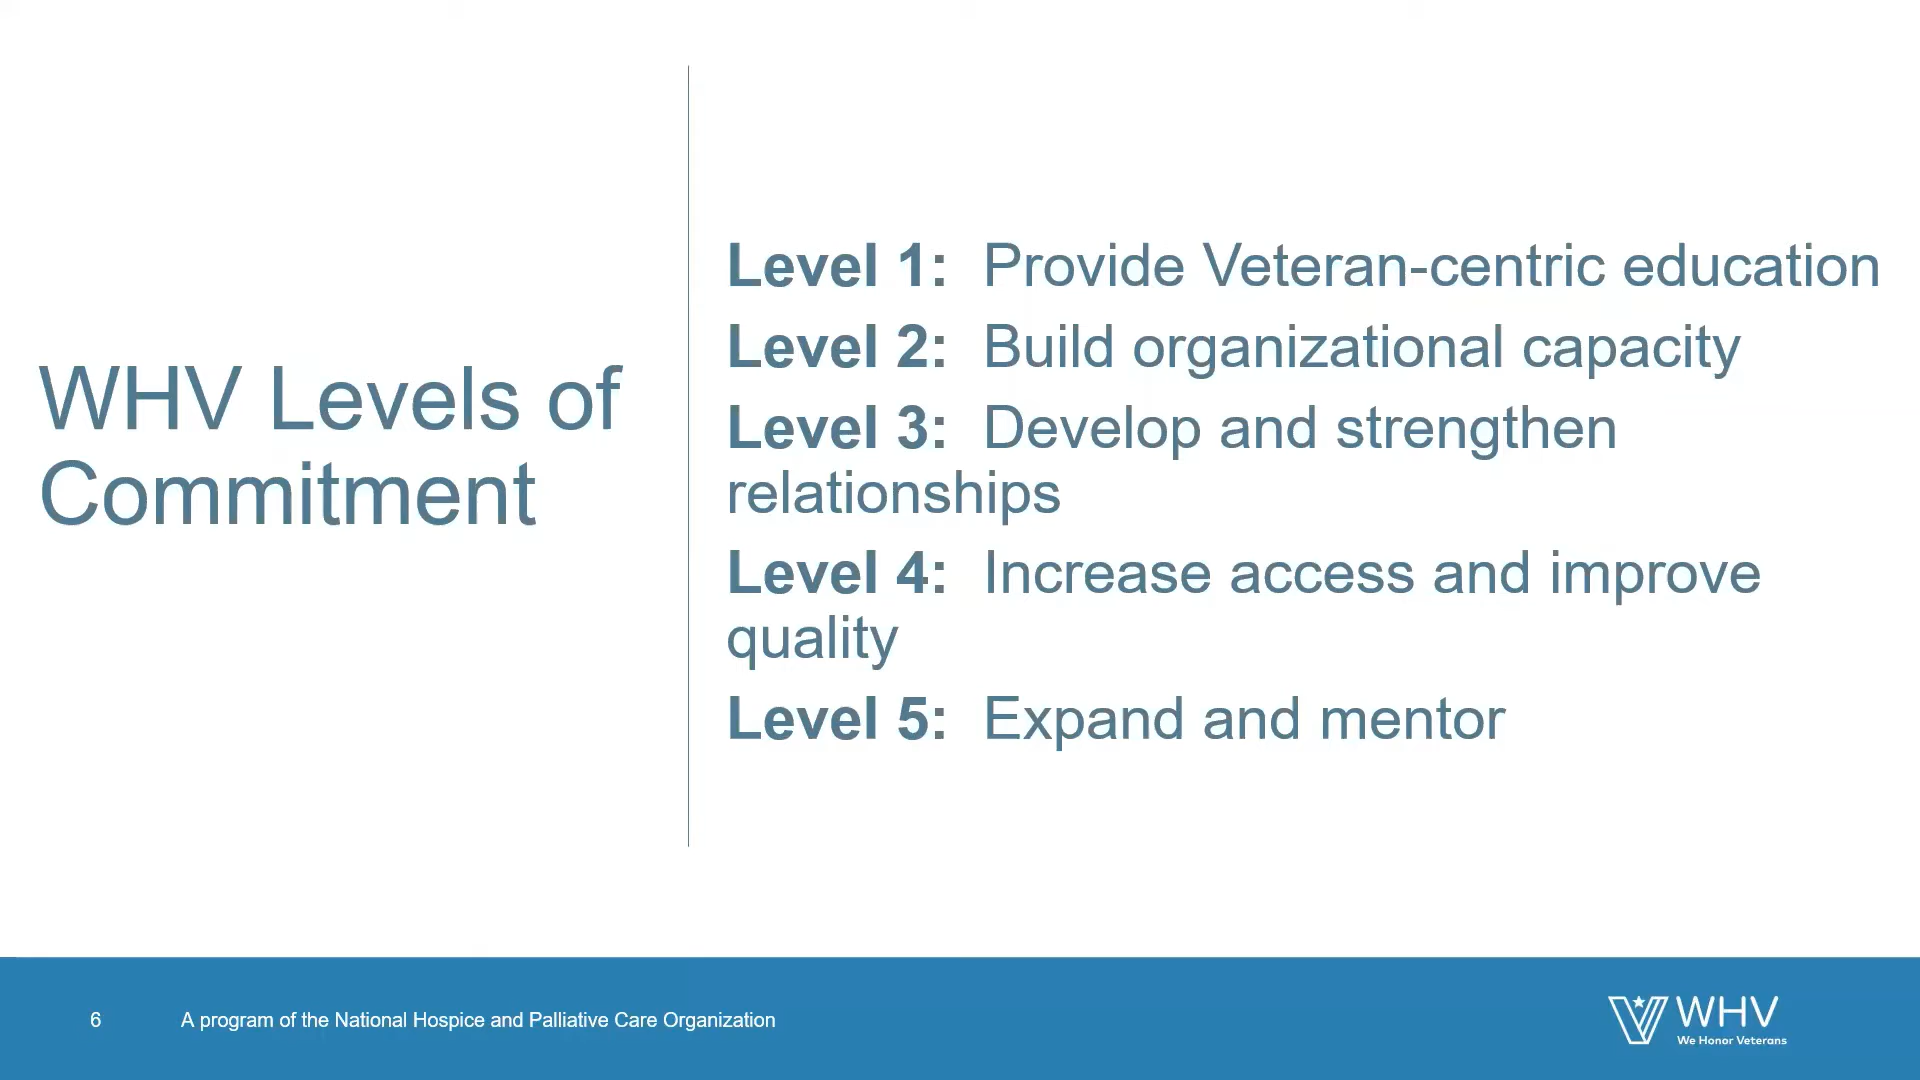 WHV Levels of
Commitment
Level 1:  Provide Veteran-centric education
Level 2:  Build organizational capacity
Level 3:  Develop and strengthen
relationships
Level 4:  Increase access and improve
quality
Level 5:  Expand and mentor
6
A program of the National Hospice and Palliative Care Organization
WHV
We Honor Veterans